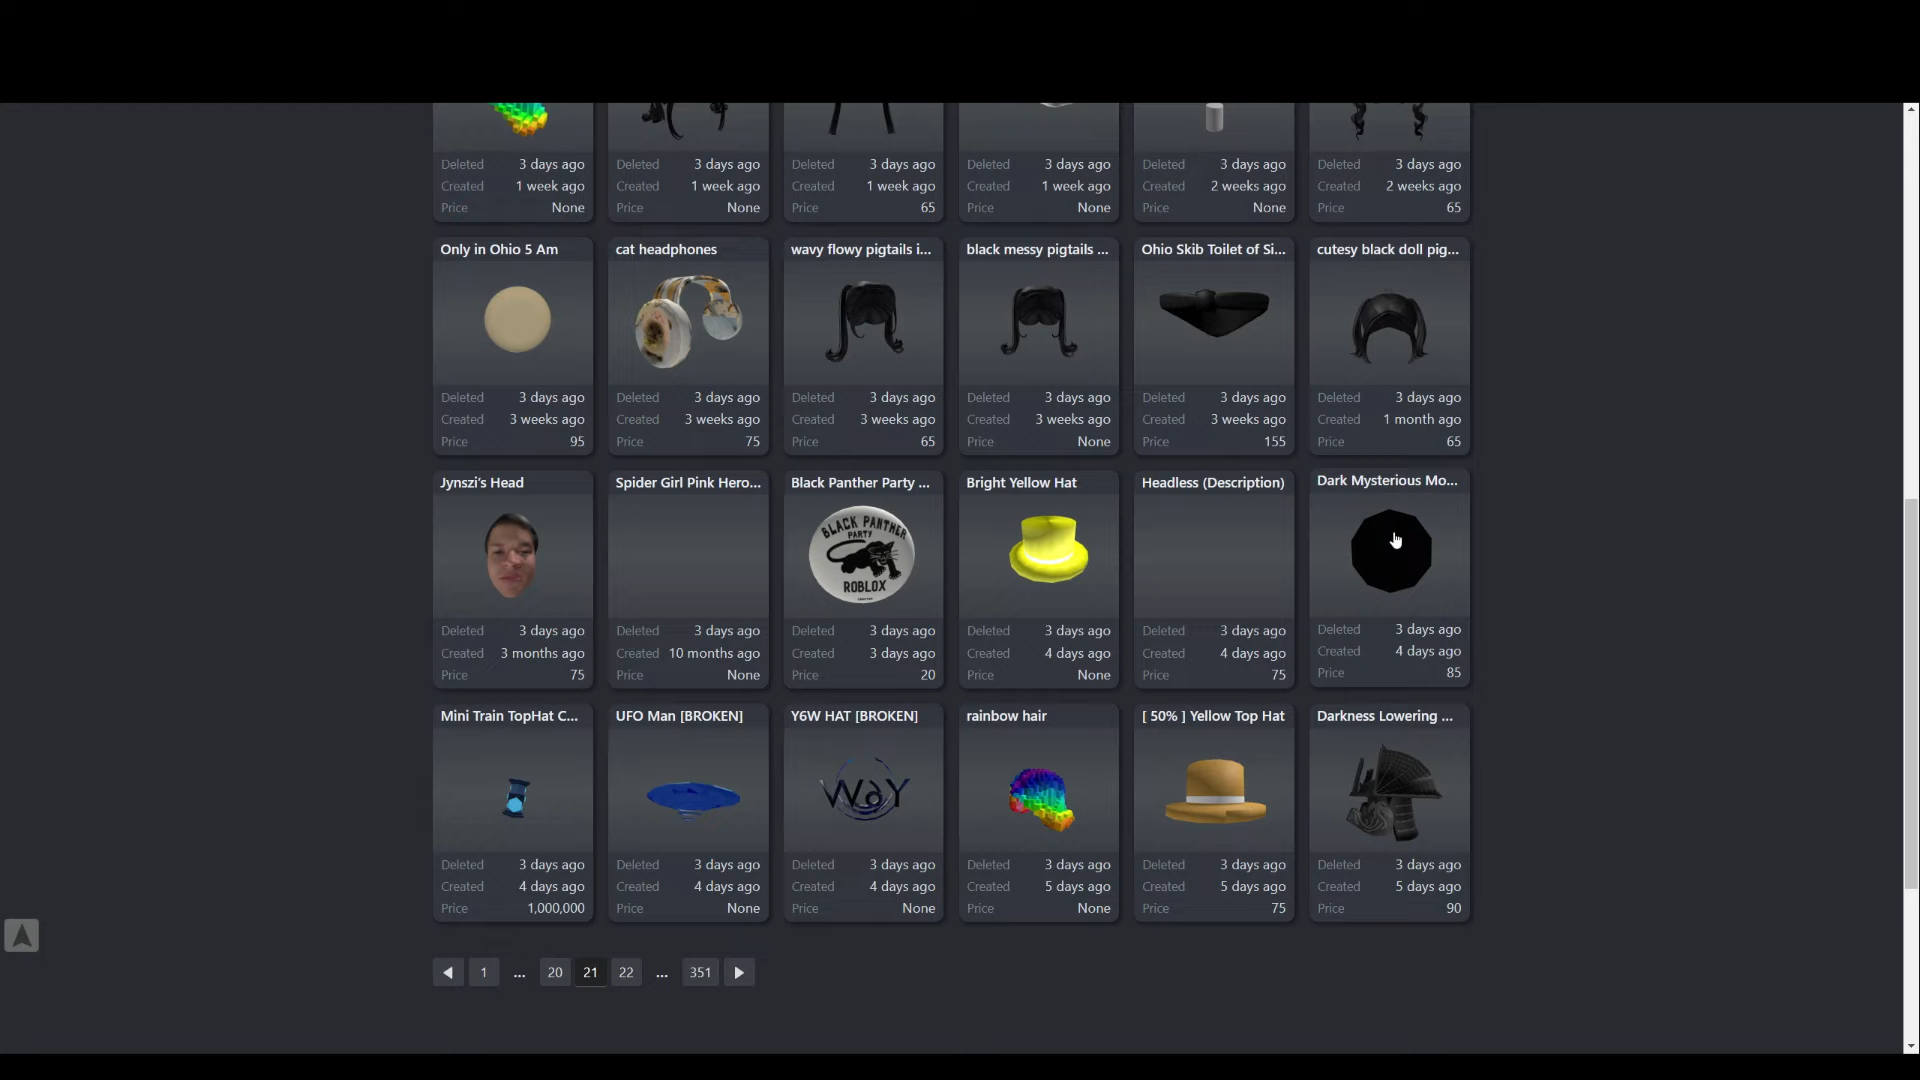 Deleted 3 days ago Deleted 3 days ago Deleted 3 days ago Deleted 3 days ago Deleted 3 days ago Deleted 3 days ago
Created 1 week ago Created 1 week ago Created 1 week ago Created 1 week ago Created 2 weeks ago Created 2 weeks ago
Price None Price None Price 65 Price None Price None Price 65
Only in Ohio 5 Am cat headphones wavy flowy pigtails i... black messy pigtails ... Ohio Skib Toilet of Si... cutesy black doll pig...
Deleted 3 days ago Deleted 3 days ago Deleted 3 days ago Deleted 3 days ago Deleted 3 days ago Deleted 3 days ago
Created 3 weeks ago Created 3 weeks ago Created 3 weeks ago Created 3 weeks ago Created 3 weeks ago Created 1 month ago
Price 95 Price 75 Price 65 Price None Price 155 Price 65
Jynszi's Head Spider Girl Pink Hero... Black Panther Party ... Bright Yellow Hat Headless (Description) Dark Mysterious Mo...
BLACK PANTHER
PARTY
ROBLOX
Deleted 3 days ago Deleted 3 days ago Deleted 3 days ago Deleted 3 days ago Deleted 3 days ago Deleted 3 days ago
Created 3 months ago Created 10 months ago Created 3 days ago Created 4 days ago Created 4 days ago Created 4 days ago
Price 75 Price None Price 20 Price None Price 75 Price 85
Mini Train TopHat C... UFO Man [BROKEN] Y6W HAT [BROKEN] rainbow hair [ 50% ] Yellow Top Hat Darkness Lowering ...
Deleted 3 days ago Deleted 3 days ago Deleted 3 days ago Deleted 3 days ago Deleted 3 days ago Deleted 3 days ago
Created 4 days ago Created 4 days ago Created 4 days ago Created 5 days ago Created 5 days ago Created 5 days ago
Price 1,000,000 Price None Price None Price None Price 75 Price 90
1 ... 20 21 22 ... 351